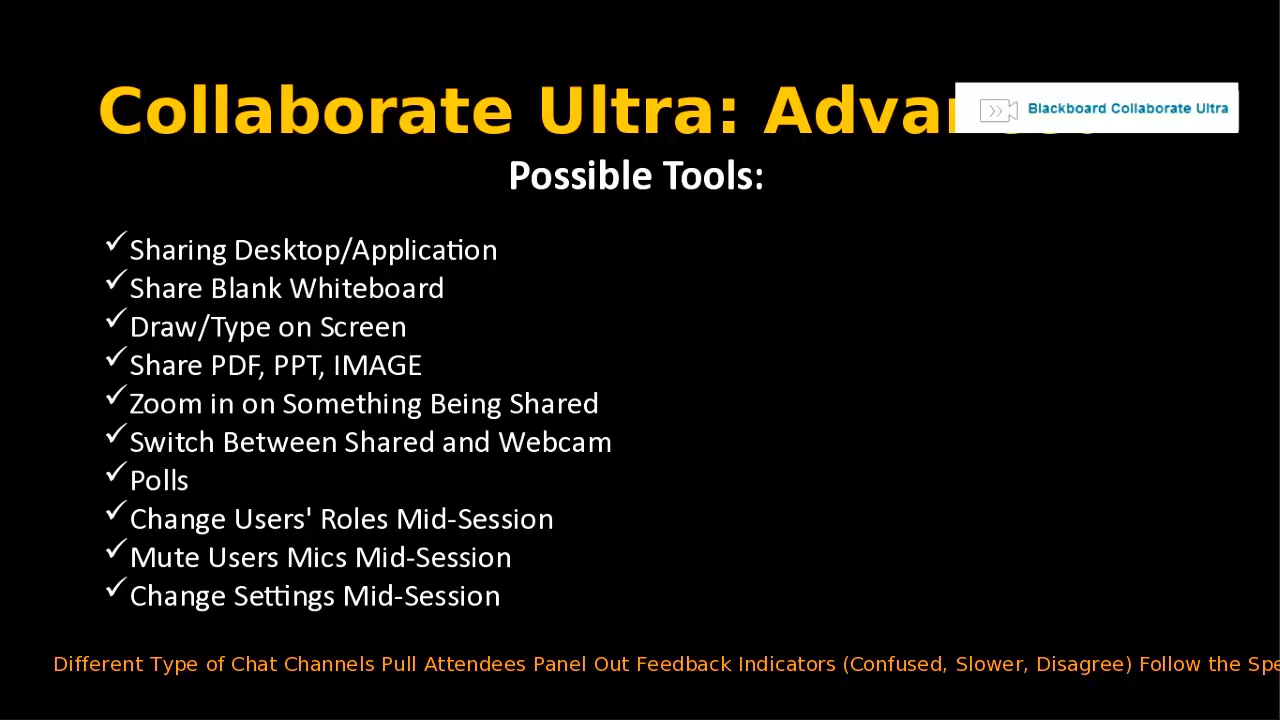 Collaborate Ultra:
Blackboard Collaborate Ultra
Possible Tools:
Sharing Desktop/Application
Share Blank Whiteboard
Draw/Type on Screen
Share PDF, PPT, IMAGE
Zoom in on Something Being Shared
Switch Between Shared and Webcam
Polls
Change Users' Roles Mid-Session
Mute Users Mics Mid-Session
Change Settings Mid-Session
Different Type of Chat Channels Pull Attendees Panel Out Feedback Indicators (Confused, Slower, Disagree) Follow the